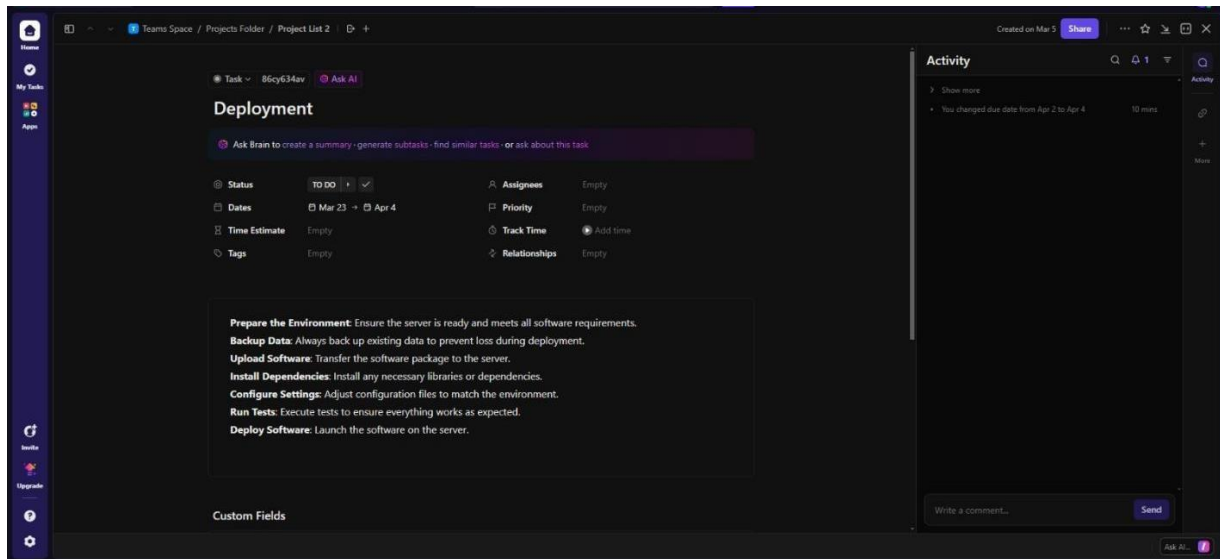 Home
My Tasks
Apps
Invite
Upgrade
Teams Space / Projects Folder / Project List 2
Created on Mar 5
Share
Task
86cy634av
Ask AI
Deployment
Ask Brain to create a summary · generate subtasks · find similar tasks · or ask about this task
Status TO DO Assignees Empty
Dates Mar 23 → Apr 4 Priority Empty
Time Estimate Empty Track Time Add time
Tags Empty Relationships Empty
Prepare the Environment: Ensure the server is ready and meets all software requirements.
Backup Data: Always back up existing data to prevent loss during deployment.
Upload Software: Transfer the software package to the server.
Install Dependencies: Install any necessary libraries or dependencies.
Configure Settings: Adjust configuration files to match the environment.
Run Tests: Execute tests to ensure everything works as expected.
Deploy Software: Launch the software on the server.
Custom Fields
Activity
1
Show more
You changed due date from Apr 2 to Apr 4 10 mins
Write a comment...
Send
Activity
More
Ask AI...